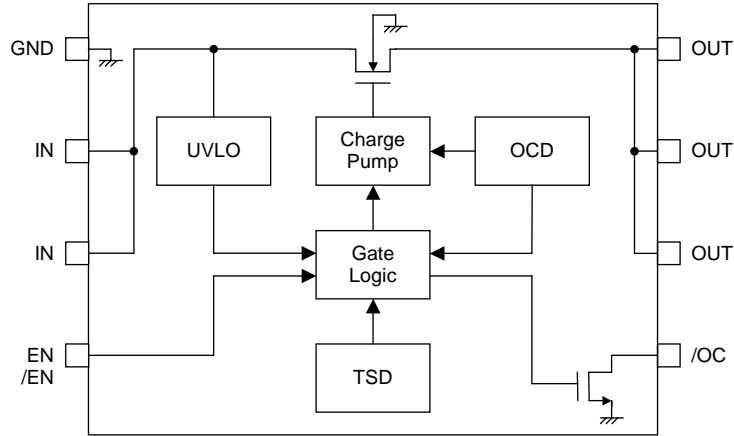 GND
OUT
IN
UVLO
Charge
Pump
OCD
OUT
IN
Gate
Logic
OUT
EN
/EN
TSD
/OC